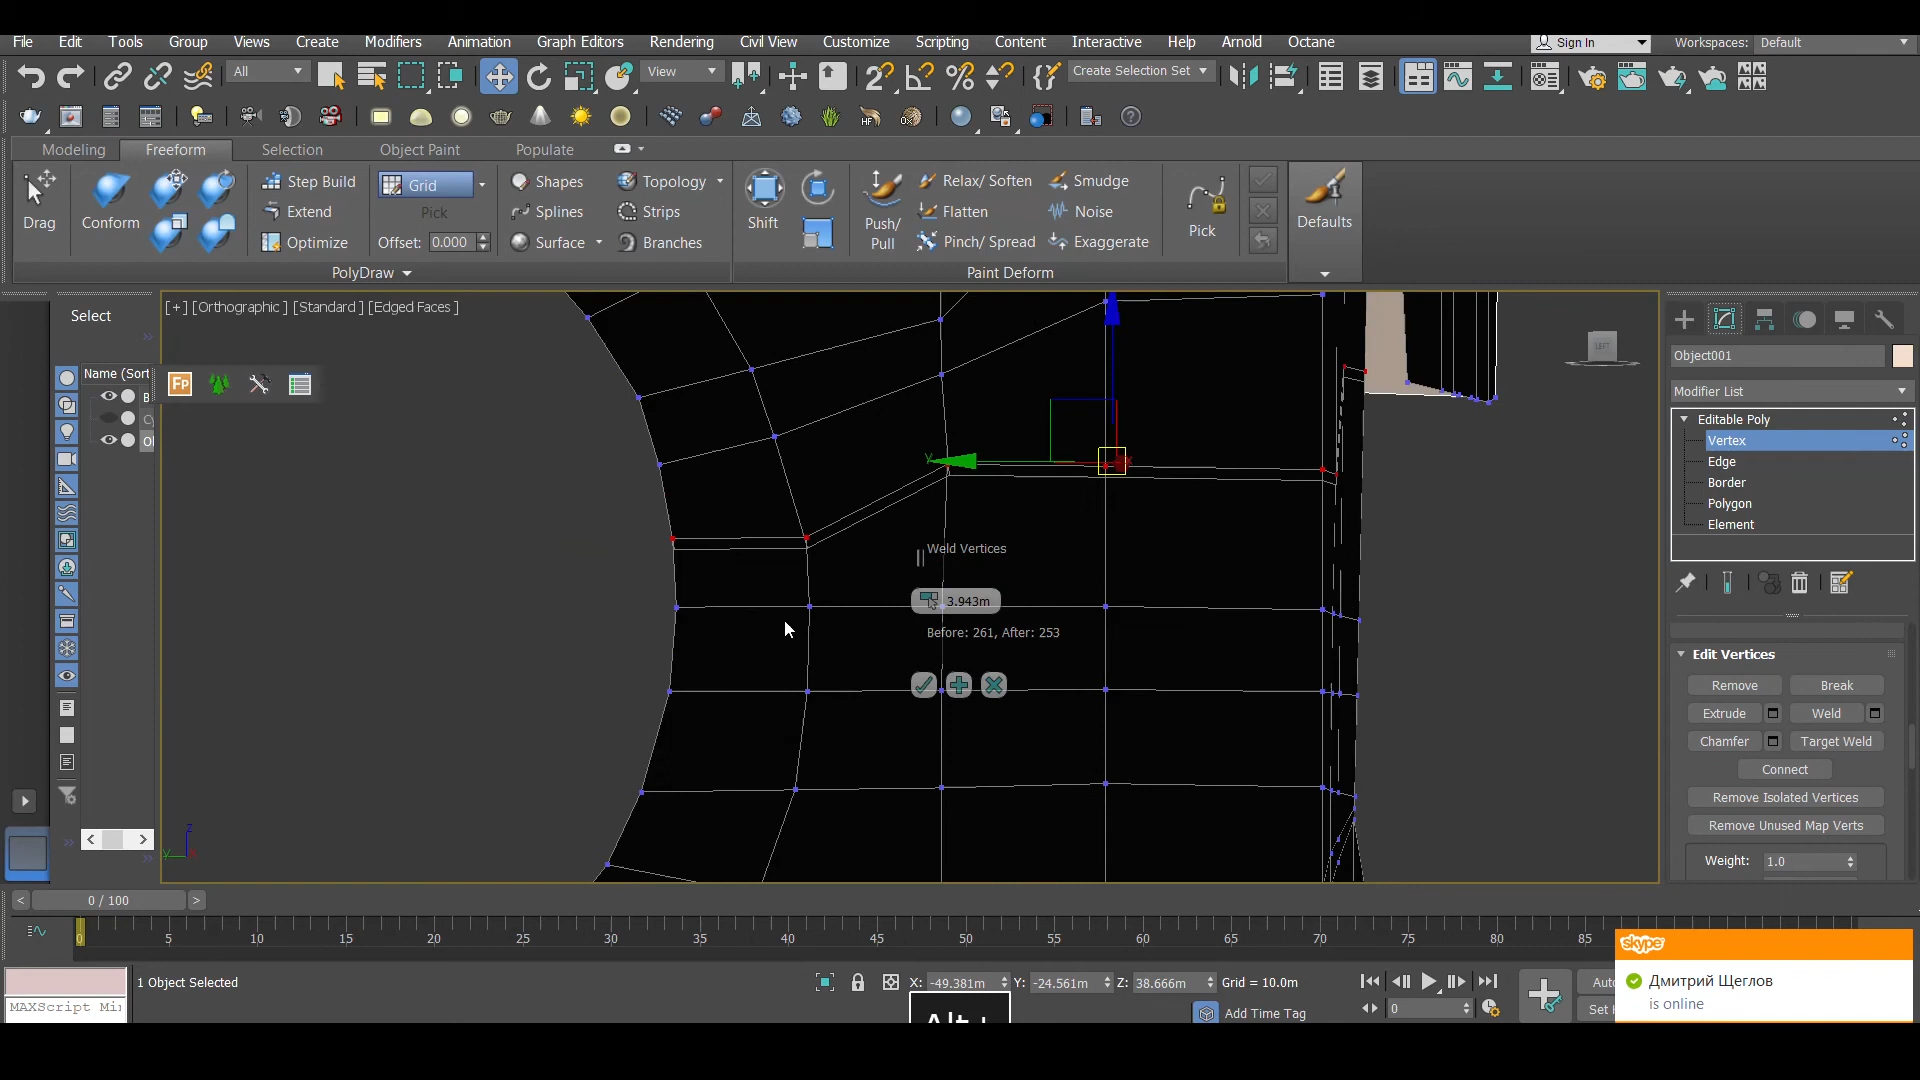 File Edit Tools Group Views Create Modifiers Animation Graph Editors Rendering Civil View Customize Scripting Content Interactive Help Arnold Octane Sign In Workspaces: Default
All View Create Selection Set
Modeling Freeform Selection Object Paint Populate
Drag
Conform
Step Build
Extend
Optimize
Grid
Pick
Offset: 0.000
Shapes
Splines
Surface
Topology
Strips
Branches
PolyDraw
Shift
Push/
Pull
Relax/Soften
Flatten
Pinch/Spread
Smudge
Noise
Exaggerate
Pick
Paint Deform
Defaults
Select
Name (Sort
[+] [Orthographic] [Standard] [Edged Faces]
Fp
LEFT
y
x
Weld Vertices
3.943m
Before: 261, After: 253
z
y
Object001
Modifier List
Editable Poly
Vertex
Edge
Border
Polygon
Element
Edit Vertices
Remove Break
Extrude Weld
Chamfer Target Weld
Connect
Remove Isolated Vertices
Remove Unused Map Verts
Weight: 1.0
< 0 / 100 >
0 5 10 15 20 25 30 35 40 45 50 55 60 65 70 75 80 85
1 Object Selected
X: -49.381m Y: -24.561m Z: 38.666m Grid = 10.0m
Add Time Tag
0
Alt+
MAXScript Mi
skype
Дмитрий Щеглов
is online